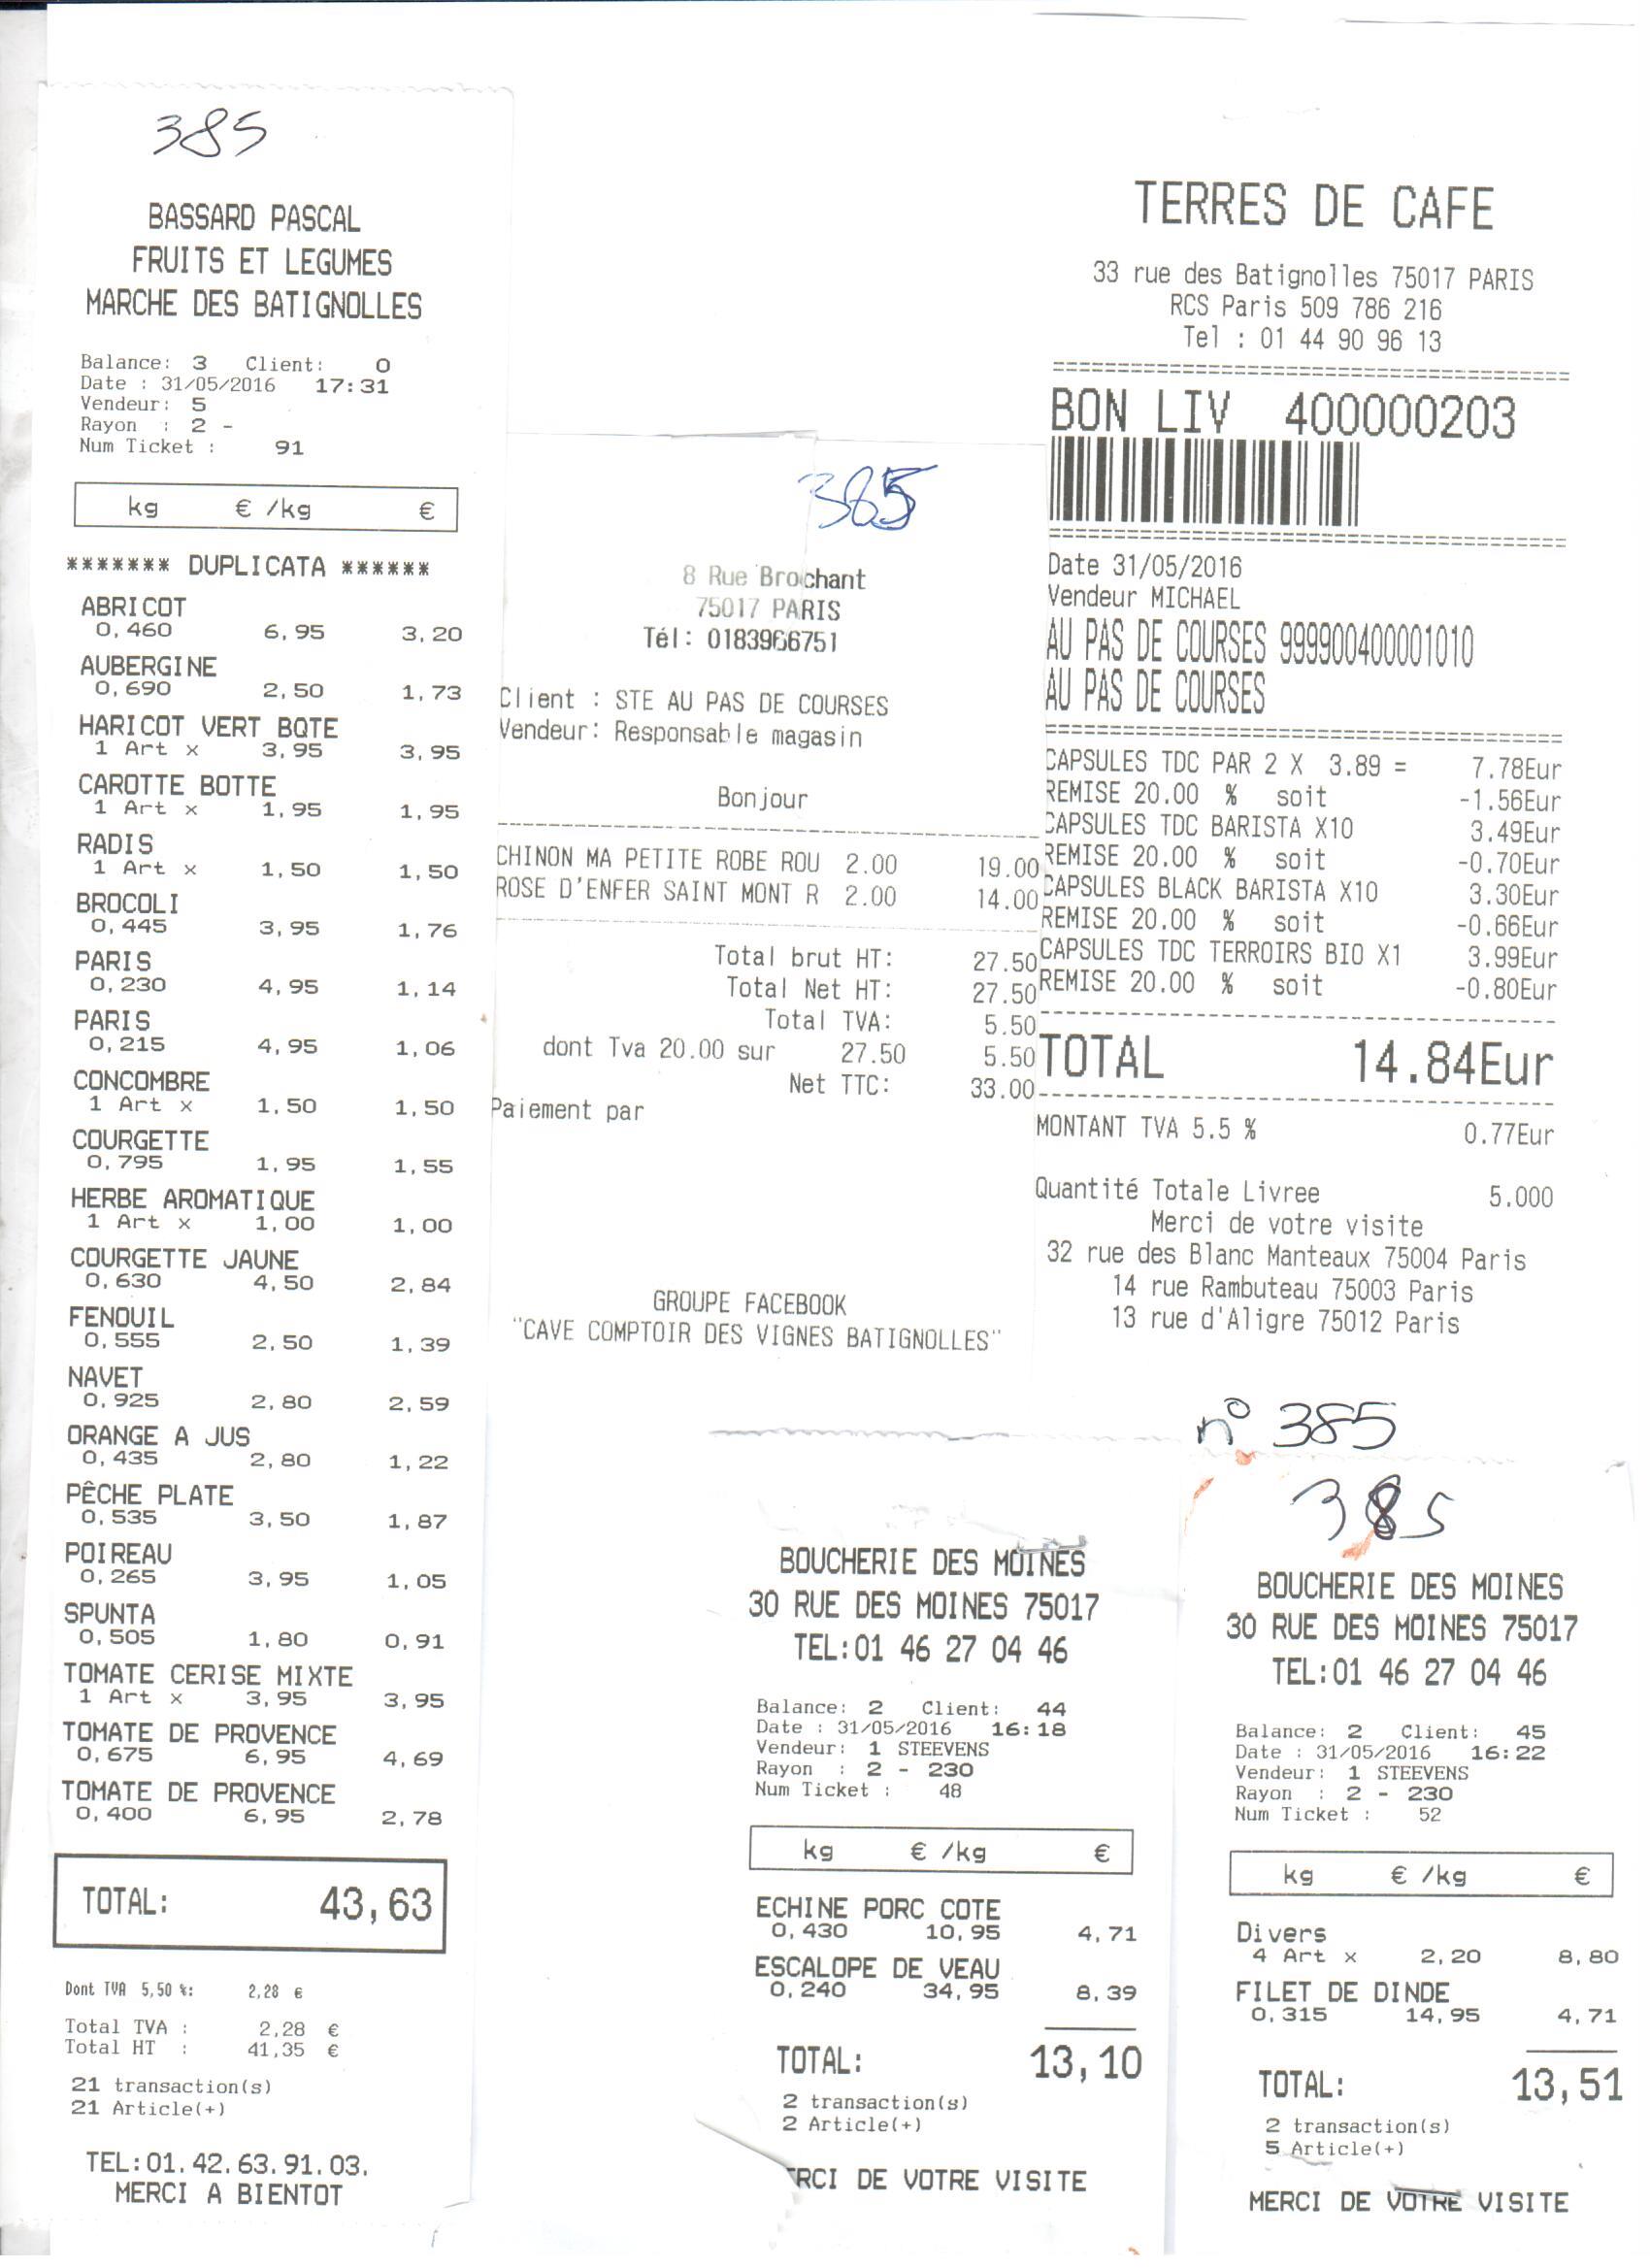 385
BASSARD PASCAL
FRUITS ET LEGUMES
MARCHE DES BATIGNOLLES
Balance: 3 Client: 0
Date : 31/05/2016 17:31
Vendeur: 5
Rayon : 2 -
Num Ticket : 91
kg € /kg €
******* DUPLICATA ******
ABRICOT
0,460 6,95 3,20
AUBERGINE
0,690 2,50 1,73
HARICOT VERT BOTE
1 Art x 3,95 3,95
CAROTTE BOTTE
1 Art x 1,95 1,95
RADIS
1 Art x 1,50 1,50
BROCOLI
0,445 3,95 1,76
PARIS
0,230 4,95 1,14
PARIS
0,215 4,95 1,06
CONCOMBRE
1 Art x 1,50 1,50
COURGETTE
0,795 1,95 1,55
HERBE AROMATIQUE
1 Art x 1,00 1,00
COURGETTE JAUNE
0,630 4,50 2,84
FENOUIL
0,555 2,50 1,39
NAVET
0,925 2,80 2,59
ORANGE A JUS
0,435 2,80 1,22
PÊCHE PLATE
0,535 3,50 1,87
POIREAU
0,265 3,95 1,05
SPUNTA
0,505 1,80 0,91
TOMATE CERISE MIXTE
1 Art x 3,95 3,95
TOMATE DE PROVENCE
0,675 6,95 4,69
TOMATE DE PROVENCE
0,400 6,95 2,78
TOTAL: 43,63
Dont TVA 5,50 %: 2,28 €
Total TVA : 2,28 €
Total HT : 41,35 €
21 transaction(s)
21 Article(+)
TEL:01.42.63.91.03.
MERCI A BIENTOT
385
8 Rue Brochant
75017 PARIS
Tél: 0183966751
Client : STE AU PAS DE COURSES
Vendeur: Responsable magasin
Bonjour
CHINON MA PETITE ROBE ROU 2.00 19.00
ROSE D'ENFER SAINT MONT R 2.00 14.00
Total brut HT: 27.50
Total Net HT: 27.50
Total TVA: 5.50
dont Tva 20.00 sur 27.50 5.50
Net TTC: 33.00
Paiement par
GROUPE FACEBOOK
"CAVE COMPTOIR DES VIGNES BATIGNOLLES"
TERRES DE CAFE
33 rue des Batignolles 75017 PARIS
RCS Paris 509 786 216
Tel : 01 44 90 96 13
BON LIV 400000203
Date 31/05/2016
Vendeur MICHAEL
AU PAS DE COURSES 9999004000001010
AU PAS DE COURSES
CAPSULES TDC PAR 2 X 3.89 = 7.78Eur
REMISE 20.00 % soit -1.56Eur
CAPSULES TDC BARISTA X10 3.49Eur
REMISE 20.00 % soit -0.70Eur
CAPSULES BLACK BARISTA X10 3.30Eur
REMISE 20.00 % soit -0.66Eur
CAPSULES TDC TERROIRS BIO X1 3.99Eur
REMISE 20.00 % soit -0.80Eur
TOTAL 14.84Eur
MONTANT TVA 5.5 % 0.77Eur
Quantité Totale Livree 5.000
Merci de votre visite
32 rue des Blanc Manteaux 75004 Paris
14 rue Rambuteau 75003 Paris
13 rue d'Aligre 75012 Paris
n° 385
BOUCHERIE DES MOINES
30 RUE DES MOINES 75017
TEL:01 46 27 04 46
Balance: 2 Client: 44
Date : 31/05/2016 16:18
Vendeur: 1 STEEVENS
Rayon : 2 - 230
Num Ticket : 48
kg € /kg €
ECHINE PORC COTE
0,430 10,95 4,71
ESCALOPE DE VEAU
0,240 34,95 8,39
TOTAL: 13,10
2 transaction(s)
2 Article(+)
ERCI DE VOTRE VISITE
385
BOUCHERIE DES MOINES
30 RUE DES MOINES 75017
TEL:01 46 27 04 46
Balance: 2 Client: 45
Date : 31/05/2016 16:22
Vendeur: 1 STEEVENS
Rayon : 2 - 230
Num Ticket : 52
kg € /kg €
Divers
4 Art x 2,20 8,80
FILET DE DINDE
0,315 14,95 4,71
TOTAL: 13,51
2 transaction(s)
5 Article(+)
MERCI DE VOTRE VISITE